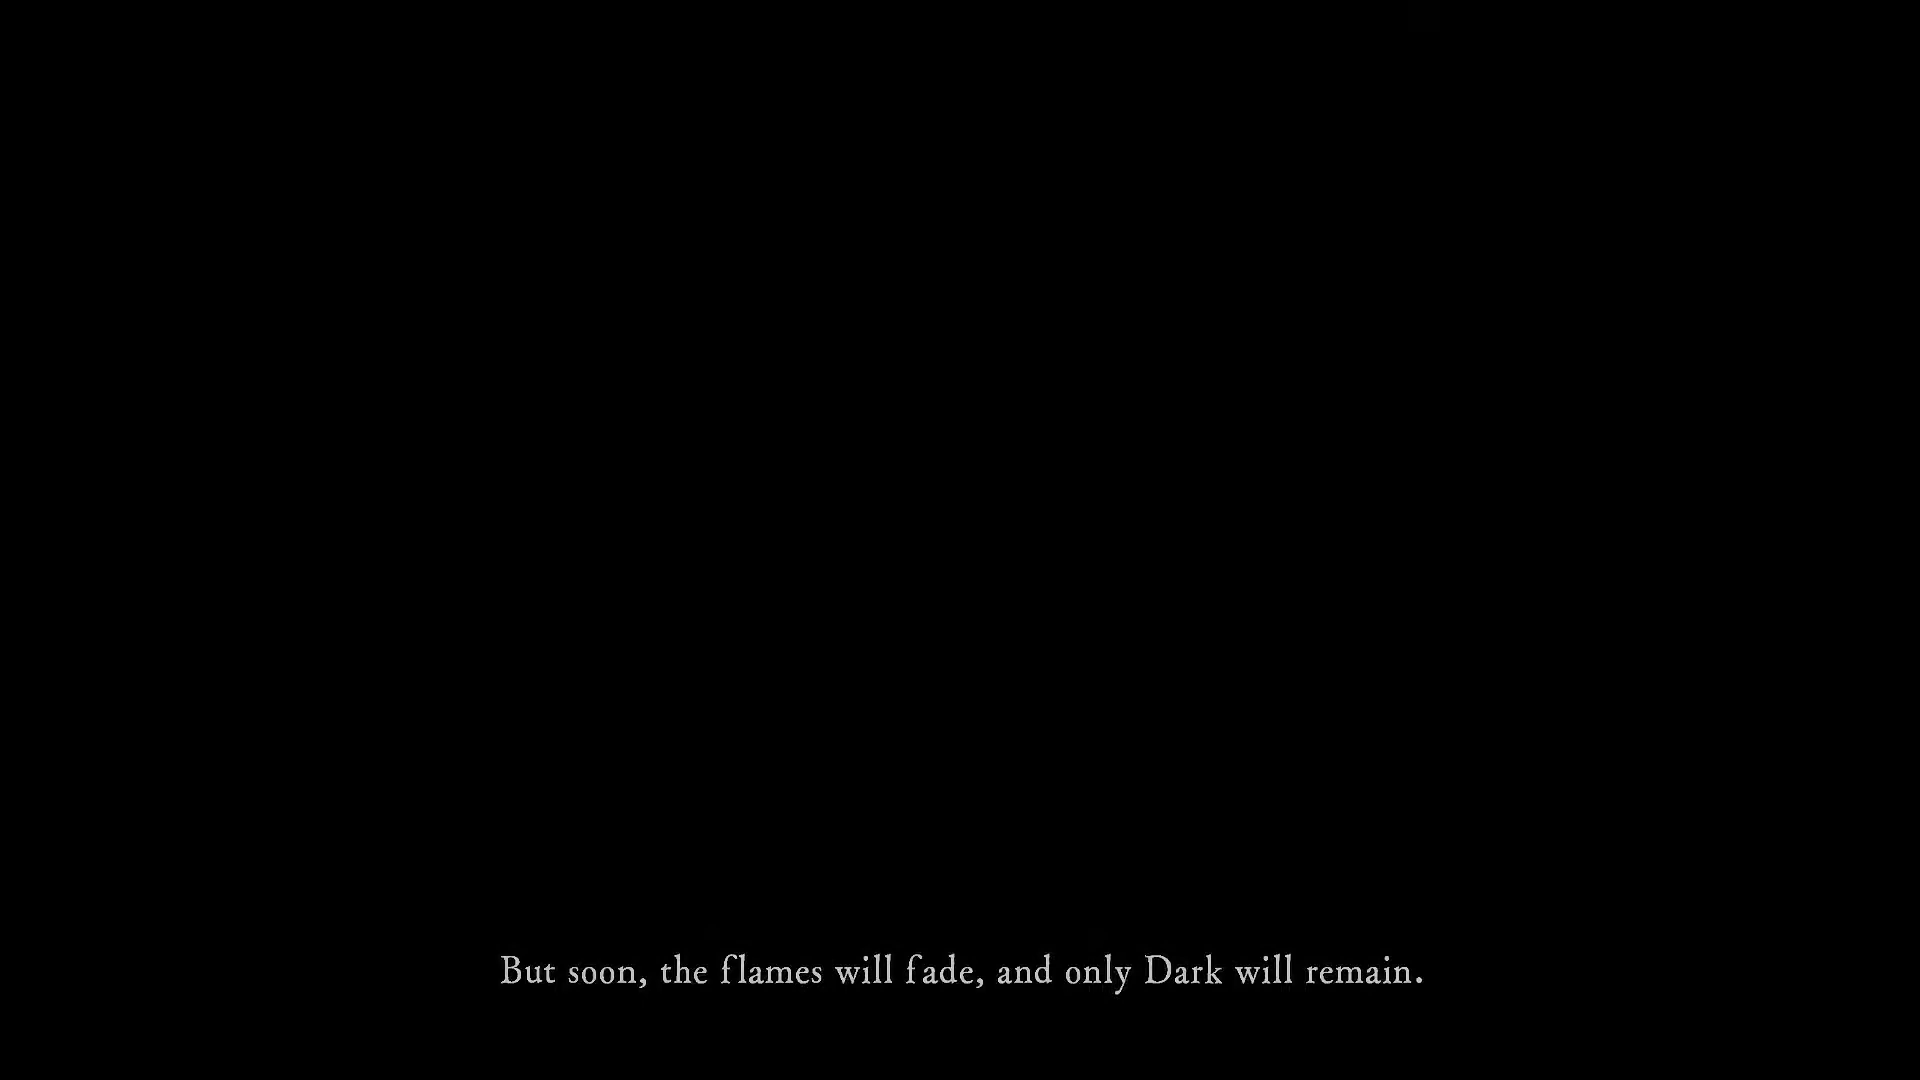 But soon, the flames will fade, and only Dark will remain.